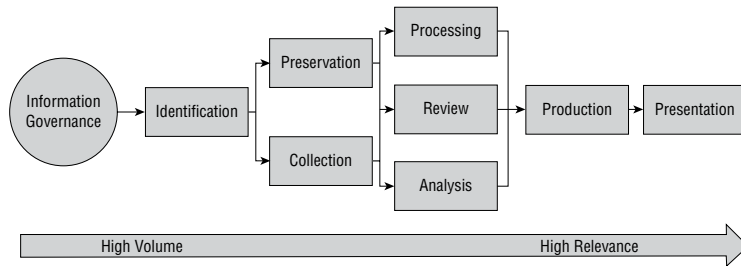 Information
Governance
Identification
Preservation
Collection
Processing
Review
Analysis
Production
Presentation
High Volume
High Relevance